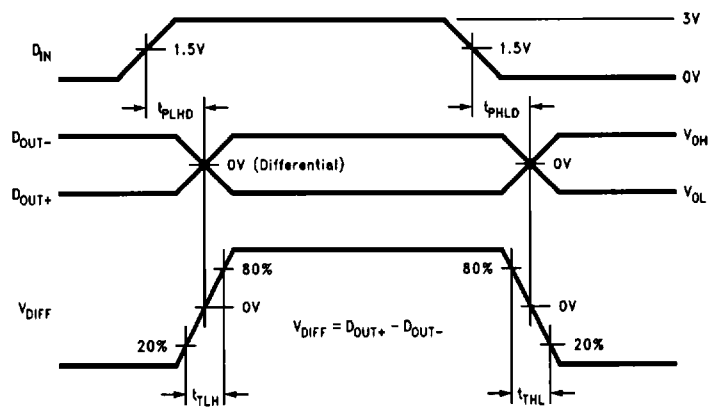 3V
D_IN
1.5V
1.5V
0V
t_PLHD
t_PHLD
D_OUT-
V_OH
0V (Differential)
0V
D_OUT+
V_OL
80%
80%
V_DIFF
0V
V_DIFF = D_OUT+ - D_OUT-
0V
20%
20%
t_TLH
t_THL